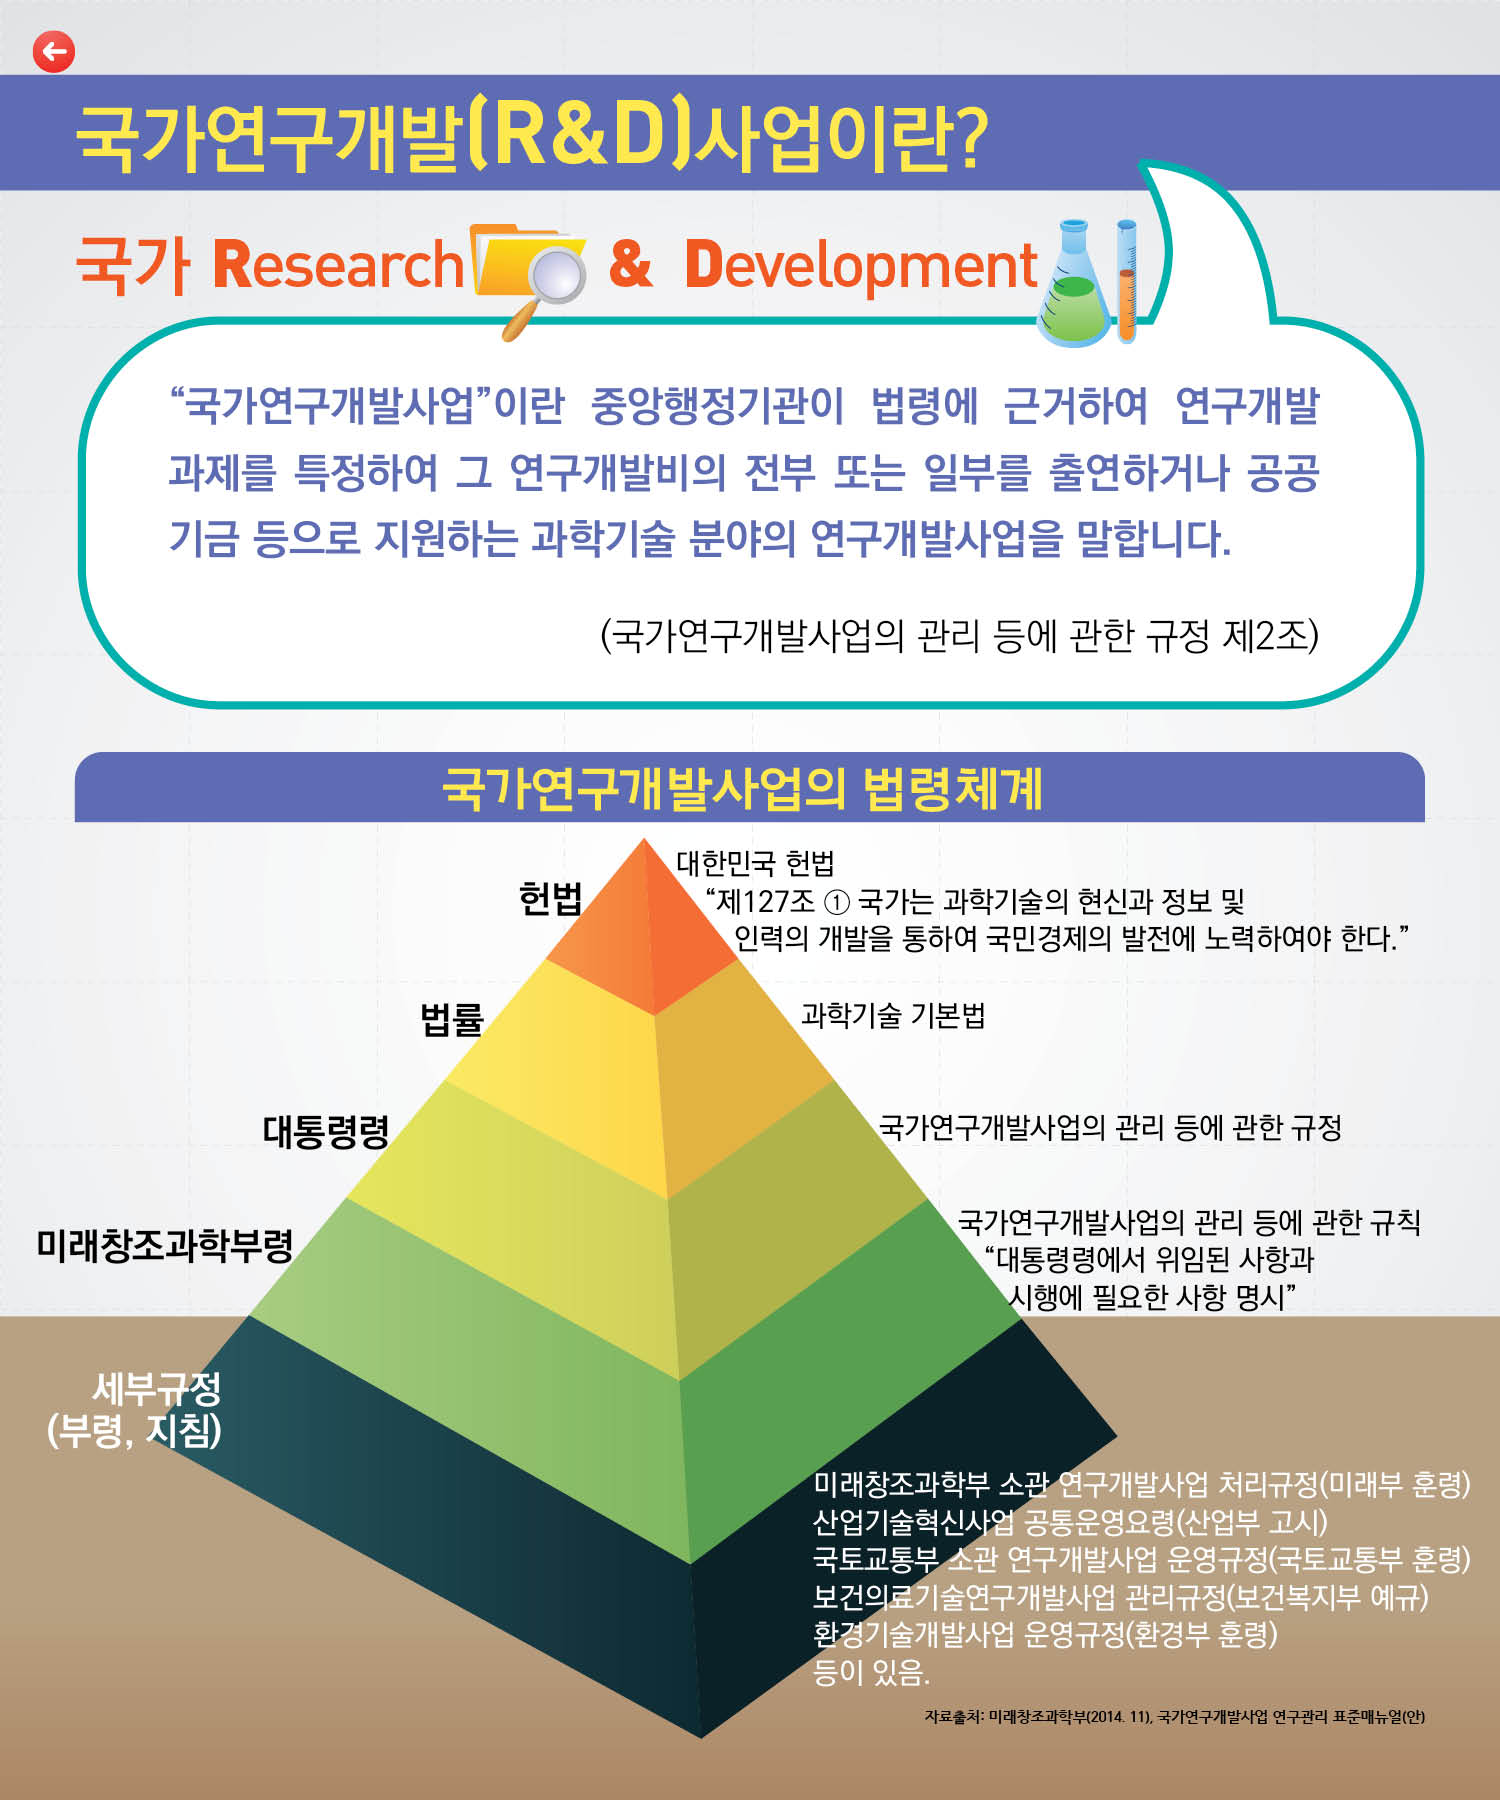 국가연구개발(R&D)사업이란?
국가 Research & Development
“국가연구개발사업”이란 중앙행정기관이 법령에 근거하여 연구개발
과제를 특정하여 그 연구개발비의 전부 또는 일부를 출연하거나 공공
기금 등으로 지원하는 과학기술 분야의 연구개발사업을 말합니다.
(국가연구개발사업의 관리 등에 관한 규정 제2조)
국가연구개발사업의 법령체계
헌법
대한민국 헌법
“제127조 ① 국가는 과학기술의 현신과 정보 및
인력의 개발을 통하여 국민경제의 발전에 노력하여야 한다.”
법률
과학기술 기본법
대통령령
국가연구개발사업의 관리 등에 관한 규정
미래창조과학부령
국가연구개발사업의 관리 등에 관한 규칙
“대통령령에서 위임된 사항과
시행에 필요한 사항 명시”
세부규정
(부령, 지침)
미래창조과학부 소관 연구개발사업 처리규정(미래부 훈령)
산업기술혁신사업 공통운영요령(산업부 고시)
국토교통부 소관 연구개발사업 운영규정(국토교통부 훈령)
보건의료기술연구개발사업 관리규정(보건복지부 예규)
환경기술개발사업 운영규정(환경부 훈령)
등이 있음.
자료출처: 미래창조과학부(2014. 11), 국가연구개발사업 연구관리 표준매뉴얼(안)